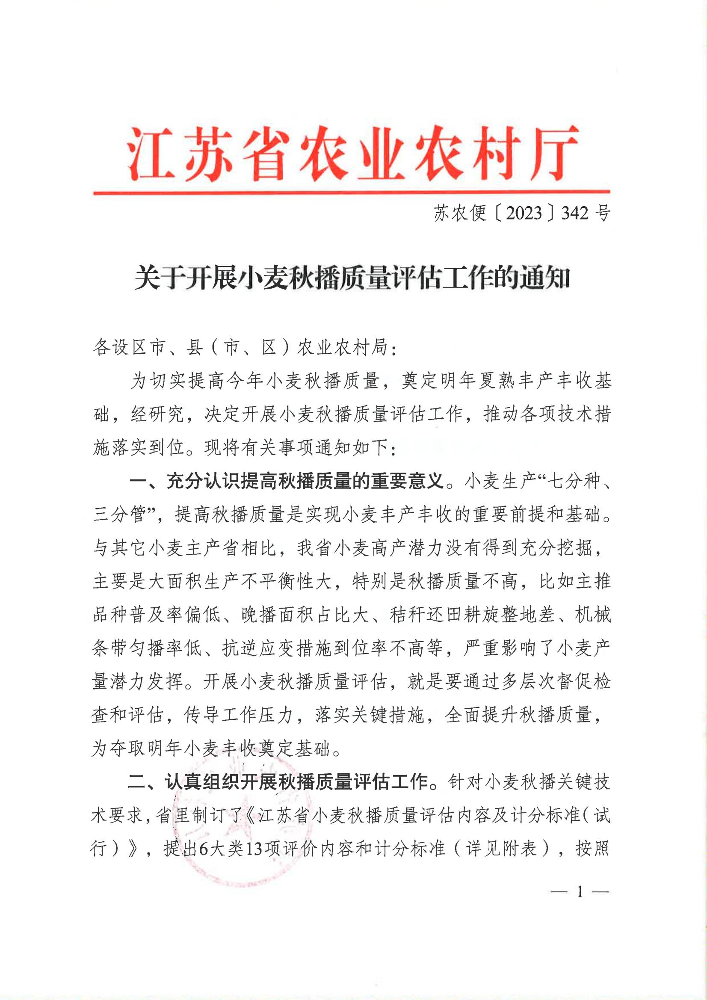 江苏省农业农村厅
苏农便〔2023〕342 号
关于开展小麦秋播质量评估工作的通知
各设区市、县（市、区）农业农村局：
为切实提高今年小麦秋播质量，奠定明年夏熟丰产丰收基
础，经研究，决定开展小麦秋播质量评估工作，推动各项技术措
施落实到位。现将有关事项通知如下：
一、充分认识提高秋播质量的重要意义。小麦生产“七分种、
三分管”，提高秋播质量是实现小麦丰产丰收的重要前提和基础。
与其它小麦主产省相比，我省小麦高产潜力没有得到充分挖掘，
主要是大面积生产不平衡性大，特别是秋播质量不高，比如主推
品种普及率偏低、晚播面积占比大、秸秆还田耕旋整地差、机械
条带匀播率低、抗逆应变措施到位率不高等，严重影响了小麦产
量潜力发挥。开展小麦秋播质量评估，就是要通过多层次督促检
查和评估，传导工作压力，落实关键措施，全面提升秋播质量，
为夺取明年小麦丰收奠定基础。
二、认真组织开展秋播质量评估工作。针对小麦秋播关键技
术要求，省里制订了《江苏省小麦秋播质量评估内容及计分标准（试
行）》，提出6大类13项评价内容和计分标准（详见附表），按照
— 1 —